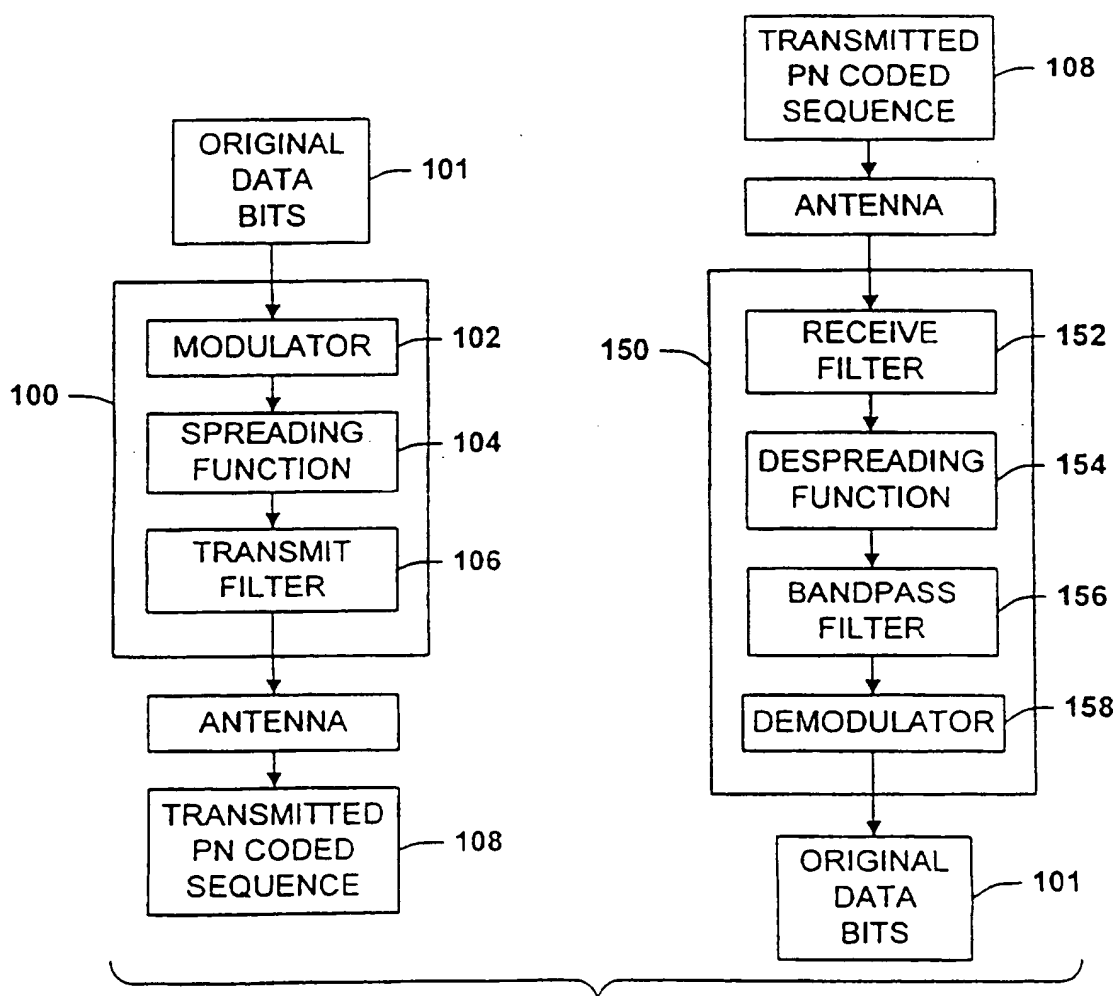 ORIGINAL
DATA
BITS
101
100
MODULATOR
102
SPREADING
FUNCTION
104
TRANSMIT
FILTER
106
ANTENNA
TRANSMITTED
PN CODED
SEQUENCE
108
TRANSMITTED
PN CODED
SEQUENCE
108
ANTENNA
150
RECEIVE
FILTER
152
DESPREADING
FUNCTION
154
BANDPASS
FILTER
156
DEMODULATOR
158
ORIGINAL
DATA
BITS
101